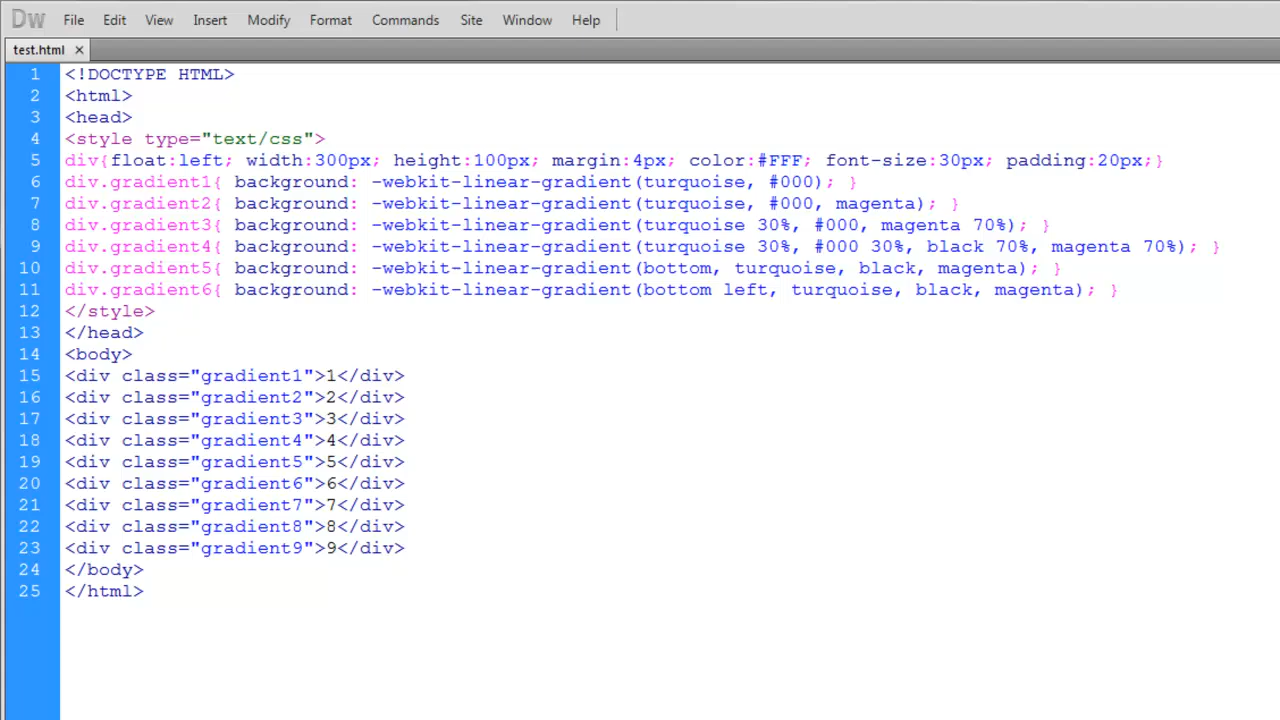 Dw File Edit View Insert Modify Format Commands Site Window Help
test.html ×
1 <!DOCTYPE HTML>
2 <html>
3 <head>
4 <style type="text/css">
5 div{float:left; width:300px; height:100px; margin:4px; color:#FFF; font-size:30px; padding:20px;}
6 div.gradient1{ background: -webkit-linear-gradient(turquoise, #000); }
7 div.gradient2{ background: -webkit-linear-gradient(turquoise, #000, magenta); }
8 div.gradient3{ background: -webkit-linear-gradient(turquoise 30%, #000, magenta 70%); }
9 div.gradient4{ background: -webkit-linear-gradient(turquoise 30%, #000 30%, black 70%, magenta 70%); }
10 div.gradient5{ background: -webkit-linear-gradient(bottom, turquoise, black, magenta); }
11 div.gradient6{ background: -webkit-linear-gradient(bottom left, turquoise, black, magenta); }
12 </style>
13 </head>
14 <body>
15 <div class="gradient1">1</div>
16 <div class="gradient2">2</div>
17 <div class="gradient3">3</div>
18 <div class="gradient4">4</div>
19 <div class="gradient5">5</div>
20 <div class="gradient6">6</div>
21 <div class="gradient7">7</div>
22 <div class="gradient8">8</div>
23 <div class="gradient9">9</div>
24 </body>
25 </html>